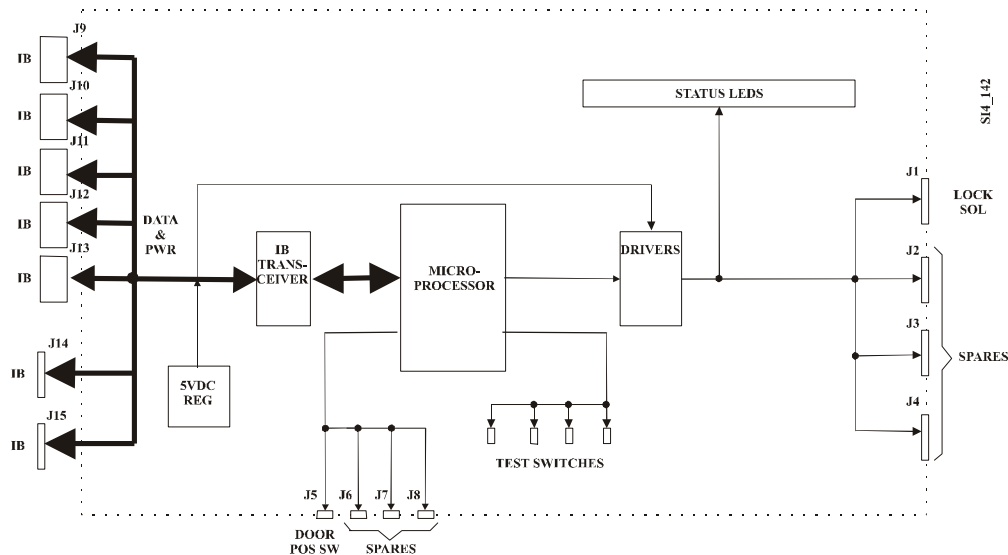 J9
IB
J10
IB
J11
IB
J12
IB
J13
IB
J14
IB
J15
IB
DATA
&
PWR
5VDC
REG
IB
TRANS-
CEIVER
MICRO-
PROCESSOR
DRIVERS
STATUS LEDS
SI4_142
J1
LOCK
SOL
J2
J3
J4
SPARES
TEST SWITCHES
J5
J6
J7
J8
DOOR
POS SW
SPARES